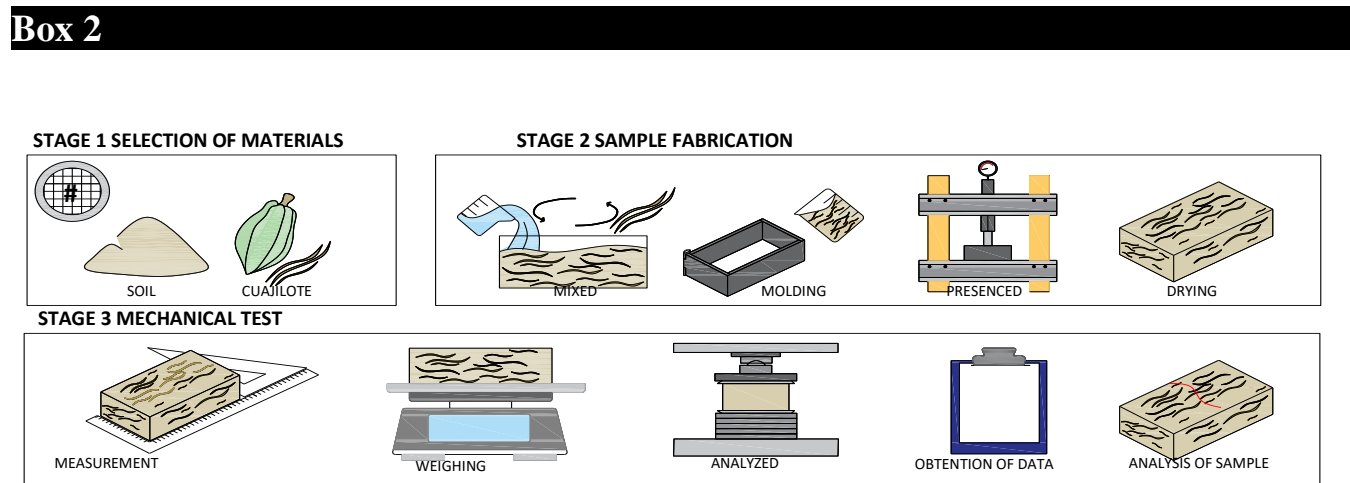 Box 2
STAGE 1 SELECTION OF MATERIALS
STAGE 2 SAMPLE FABRICATION
#
SOIL
CUAJILOTE
MIXED
MOLDING
PRESENCED
DRYING
STAGE 3 MECHANICAL TEST
MEASUREMENT
WEIGHING
ANALYZED
OBTENTION OF DATA
ANALYSIS OF SAMPLE